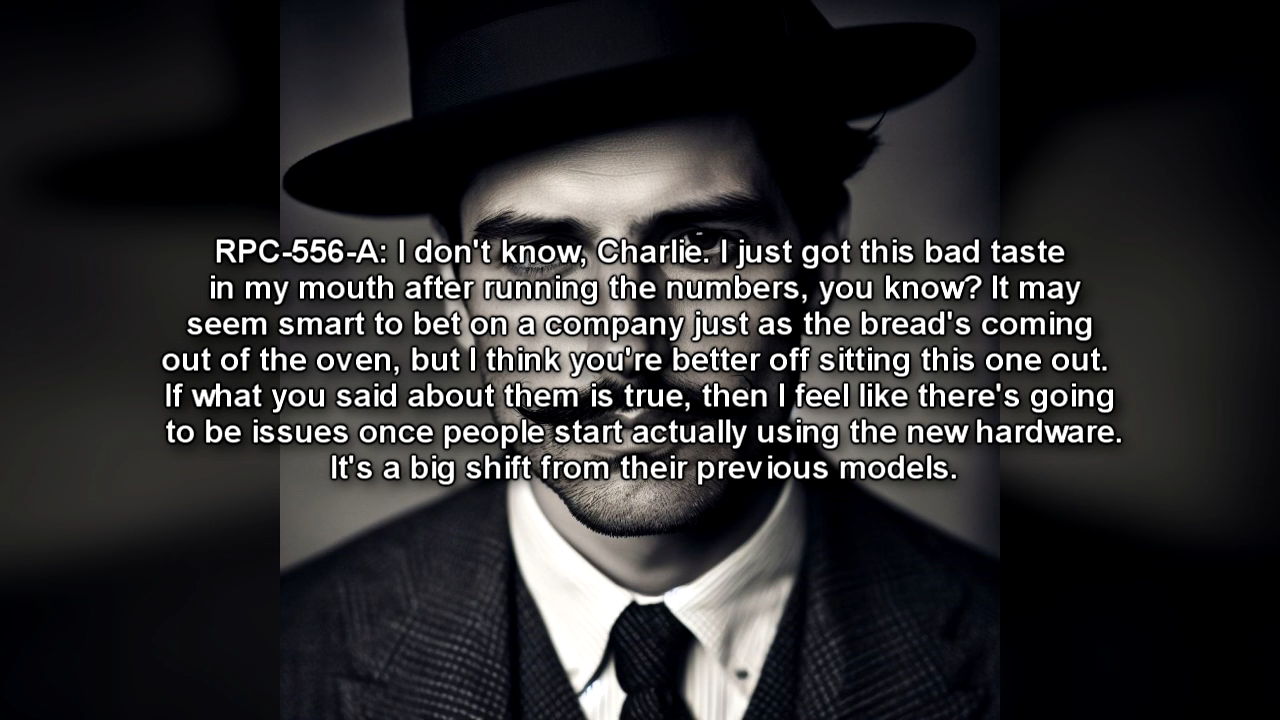 RPC-556-A: I don't know, Charlie. I just got this bad taste
in my mouth after running the numbers, you know? It may
seem smart to bet on a company just as the bread's coming
out of the oven, but I think you're better off sitting this one out.
If what you said about them is true, then I feel like there's going
to be issues once people start actually using the new hardware.
It's a big shift from their previous models.